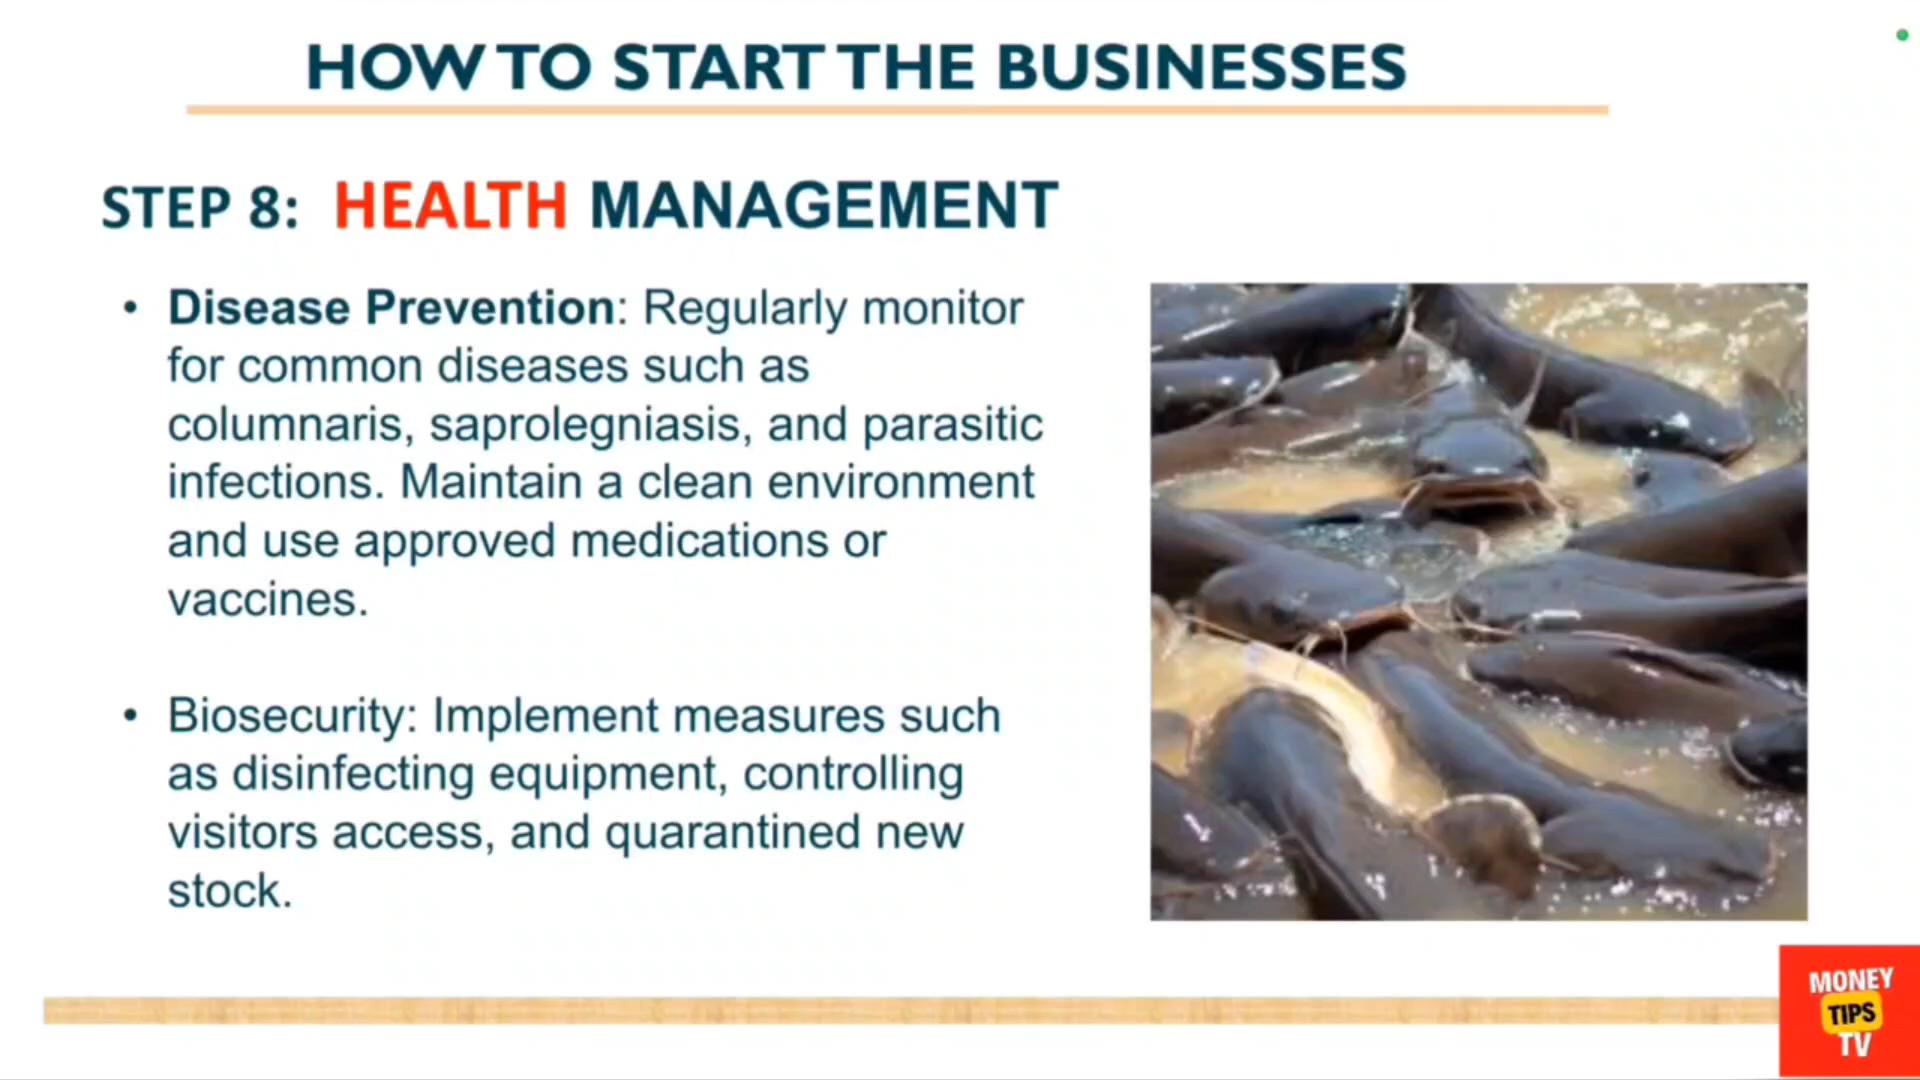 HOW TO START THE BUSINESSES
STEP 8: HEALTH MANAGEMENT
• Disease Prevention: Regularly monitor
for common diseases such as
columnaris, saprolegniasis, and parasitic
infections. Maintain a clean environment
and use approved medications or
vaccines.
• Biosecurity: Implement measures such
as disinfecting equipment, controlling
visitors access, and quarantined new
stock.
MONEY
TIPS
TV